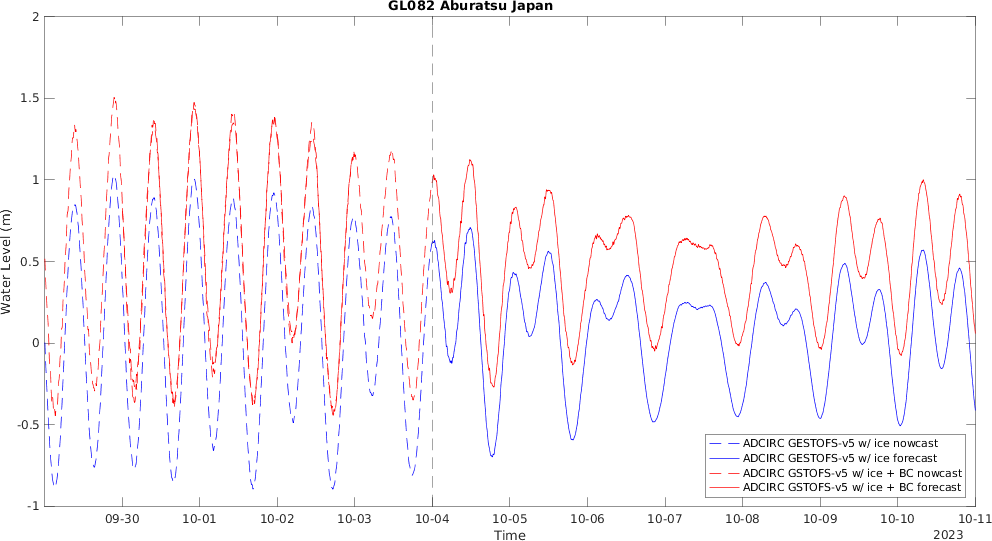 GL082 Aburatsu Japan
2
1.5
1
0.5
0
-0.5
-1
Water Level (m)
ADCIRC GESTOFS-v5 w/ ice nowcast
ADCIRC GESTOFS-v5 w/ ice forecast
ADCIRC GSTOFS-v5 w/ ice + BC nowcast
ADCIRC GSTOFS-v5 w/ ice + BC forecast
09-30 10-01 10-02 10-03 10-04 10-05 10-06 10-07 10-08 10-09 10-10 10-11
Time
2023